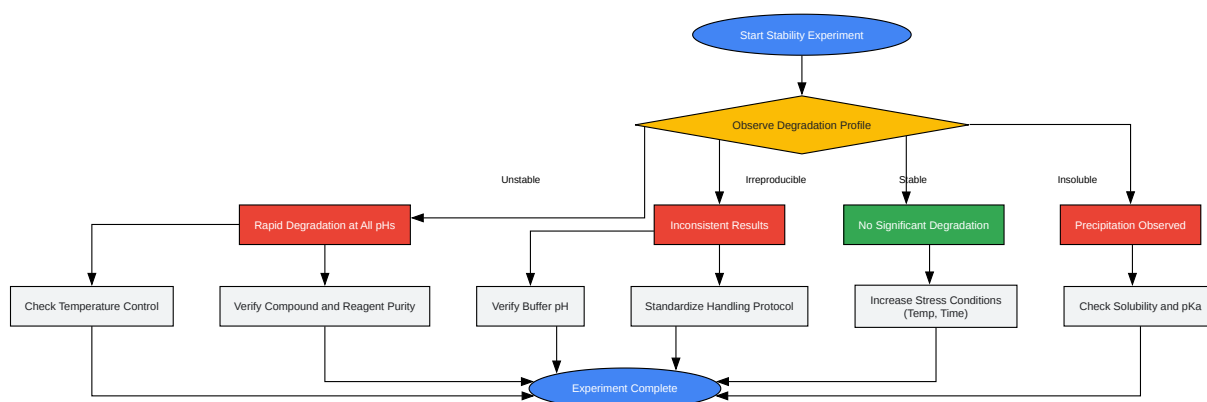 Start Stability Experiment
Observe Degradation Profile
Unstable
Irreproducible
Stable
Insoluble
Rapid Degradation at All pHs
Inconsistent Results
No Significant Degradation
Precipitation Observed
Check Temperature Control
Verify Compound and Reagent Purity
Verify Buffer pH
Standardize Handling Protocol
Increase Stress Conditions
(Temp, Time)
Check Solubility and pKa
Experiment Complete